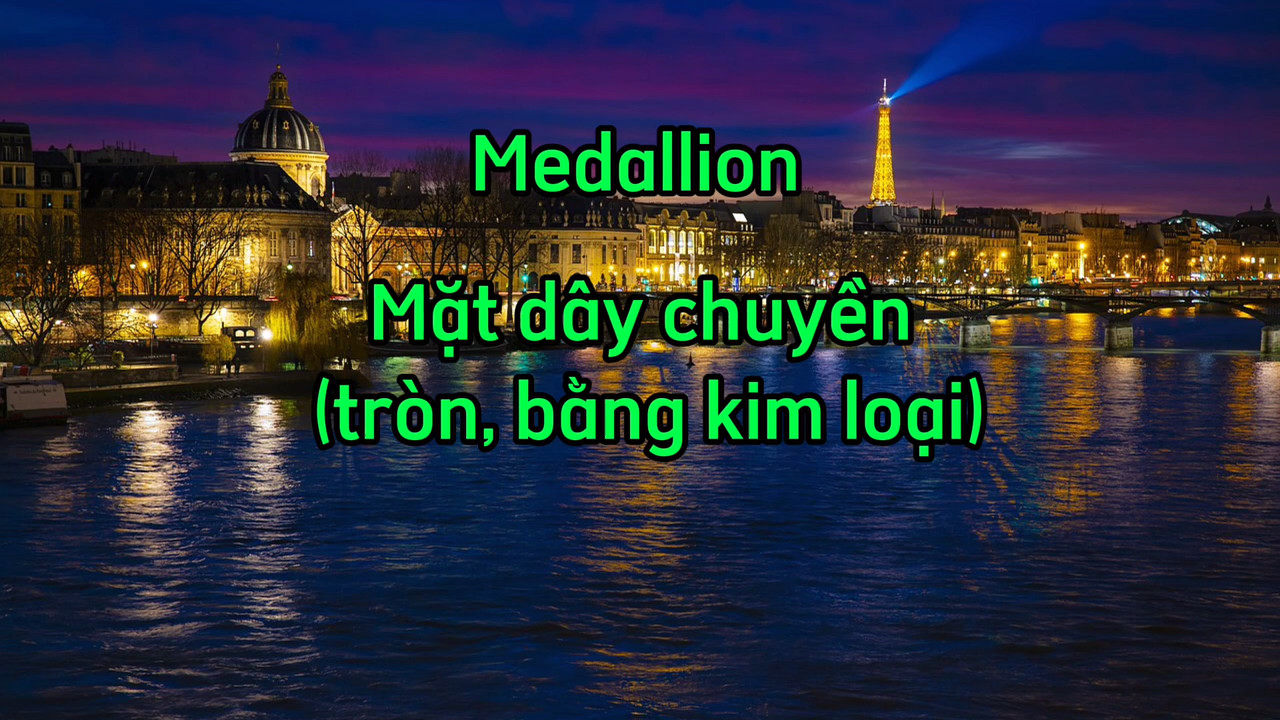 Medallion
Mặt dây chuyền
(tròn, bằng kim loại)